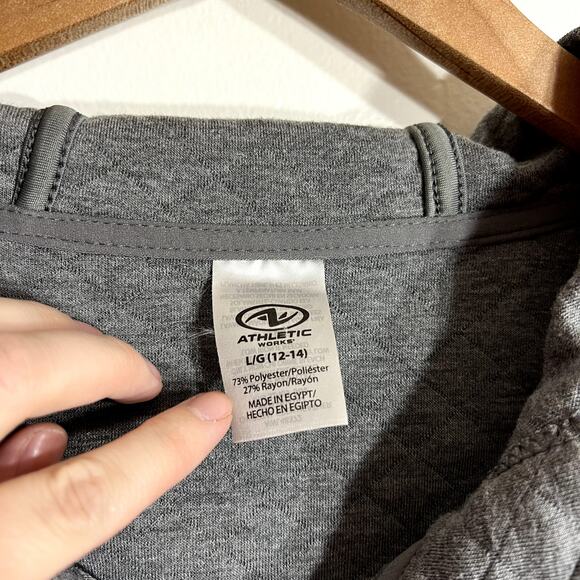 ATHLETIC
WORKS®
L/G (12-14)
73% Polyester/Poliéster
27% Rayon/Rayón
MADE IN EGYPT/
HECHO EN EGIPTO